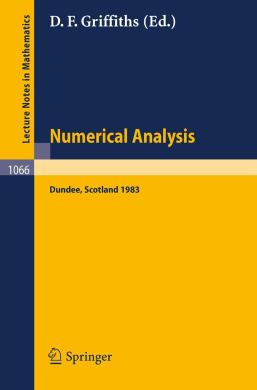 D. F. Griffiths (Ed.)
Lecture Notes in Mathematics
Numerical Analysis
1066
Dundee, Scotland 1983
Springer